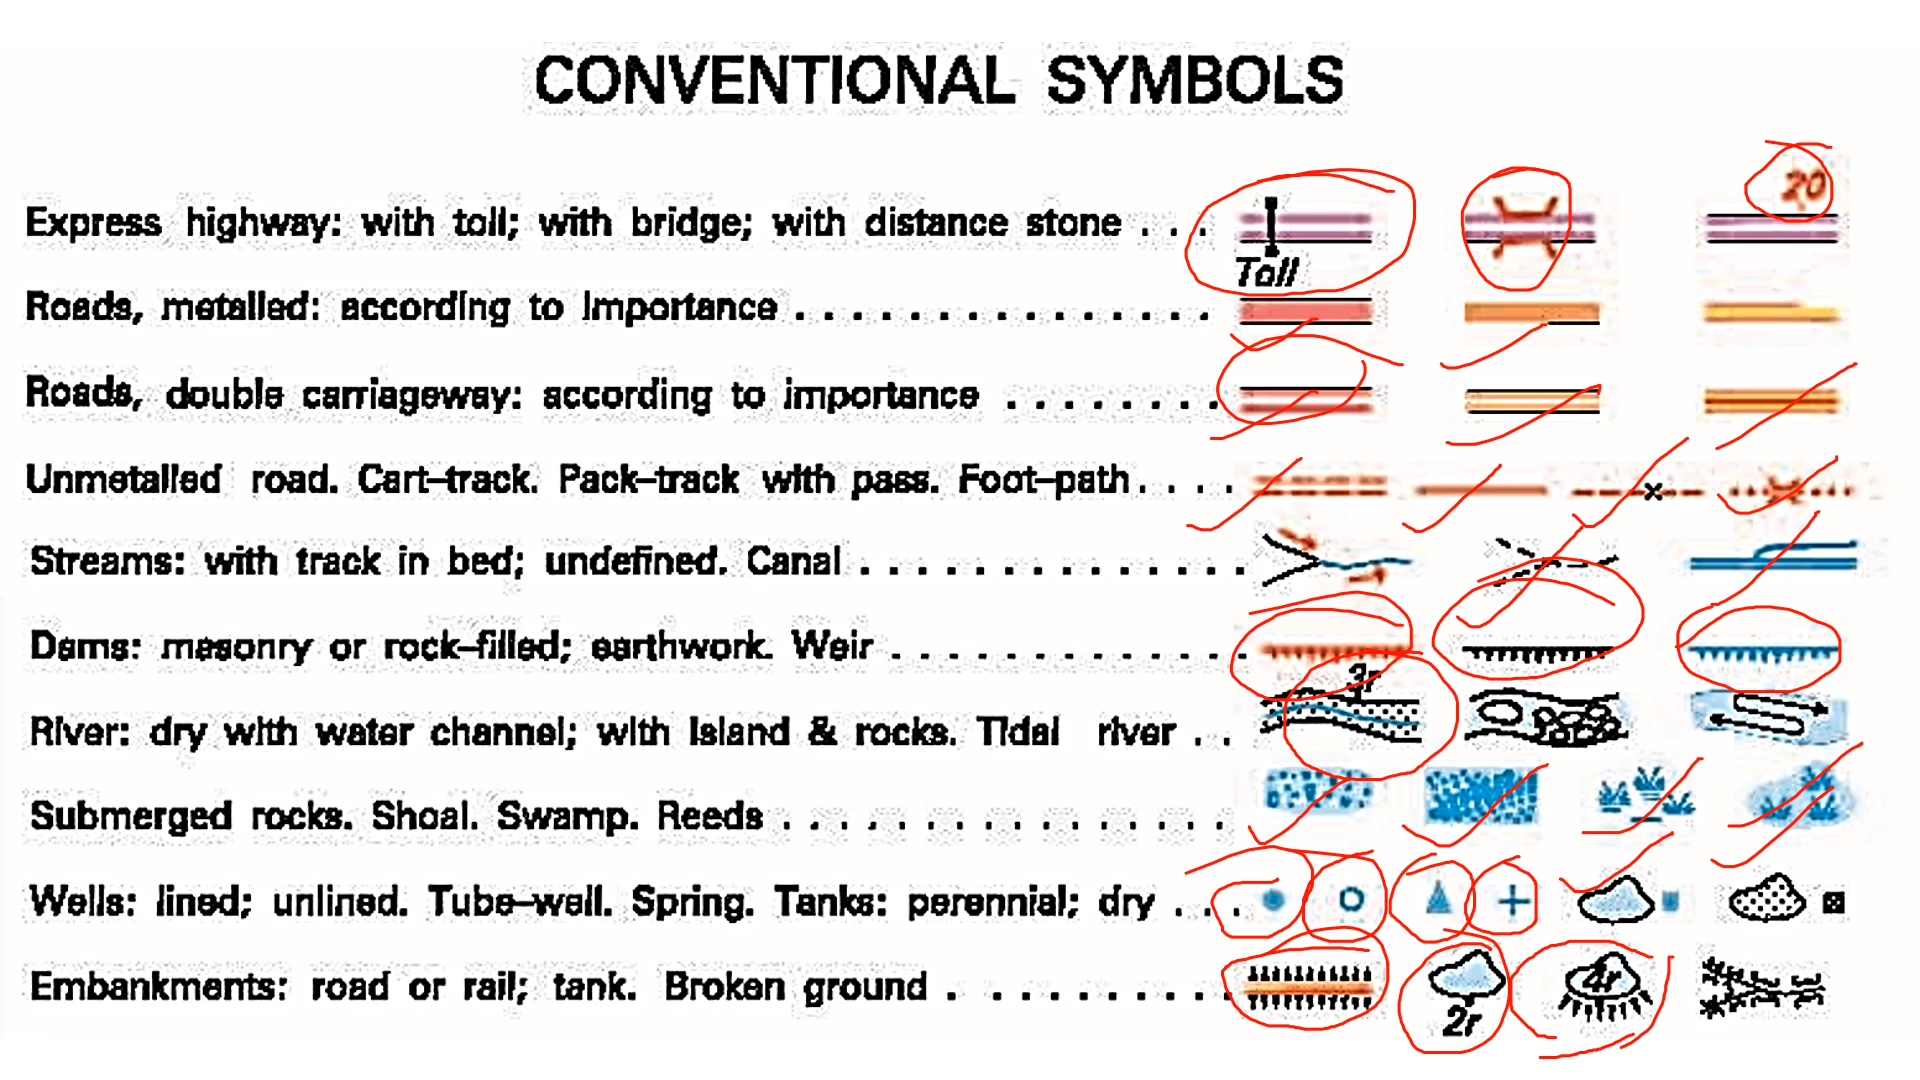 CONVENTIONAL SYMBOLS
20
Express highway: with toll; with bridge; with distance stone . . .
Toll
Roads, metalled: according to importance . . . . . . . . . . . . . . .
Roads, double carriageway: according to importance . . . . . . . .
Unmetalled road. Cart-track. Pack-track with pass. Foot-path . . . .
Streams: with track in bed; undefined. Canal . . . . . . . . . . . . . .
Dams: masonry or rock-filled; earthwork. Weir . . . . . . . . . . . . .
3r
River: dry with water channel; with island & rocks. Tidal river . .
Submerged rocks. Shoal. Swamp. Reeds . . . . . . . . . . . . . . . .
Wells: lined; unlined. Tube-well. Spring. Tanks: perennial; dry . . .
Embankments: road or rail; tank. Broken ground . . . . . . . . . .
4r
2r